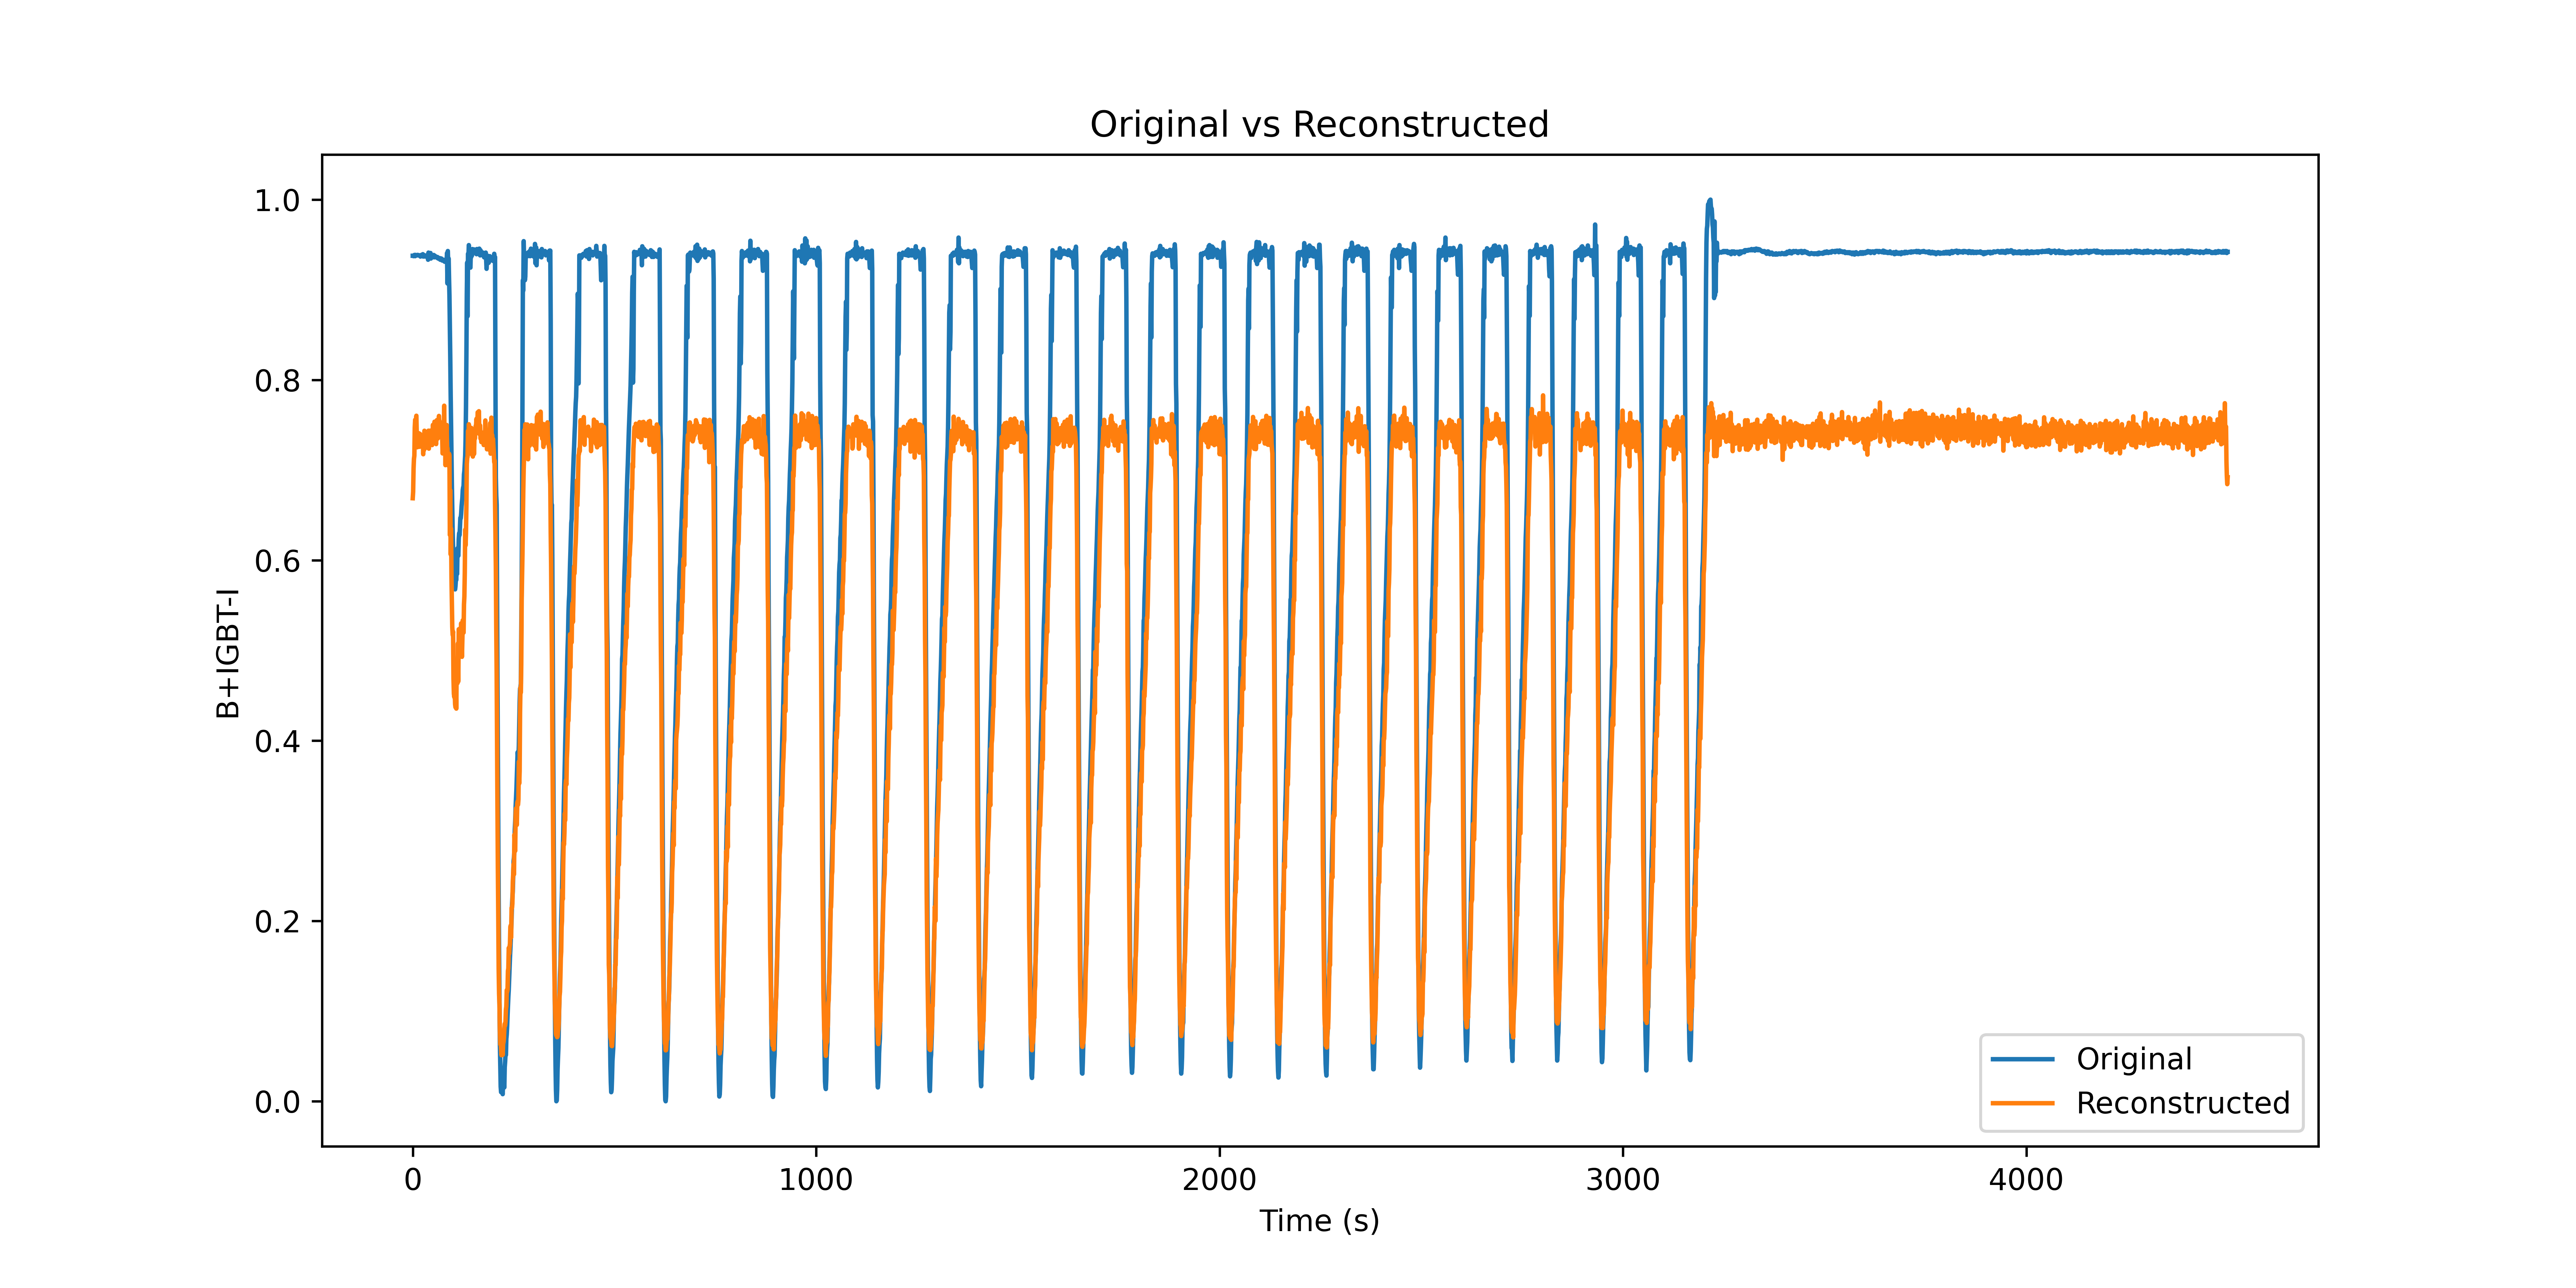 Original vs Reconstructed
1.0
0.8
0.6
0.4
0.2
0.0
B+IGBT-I
0 1000 2000 3000 4000
Time (s)
Original
Reconstructed